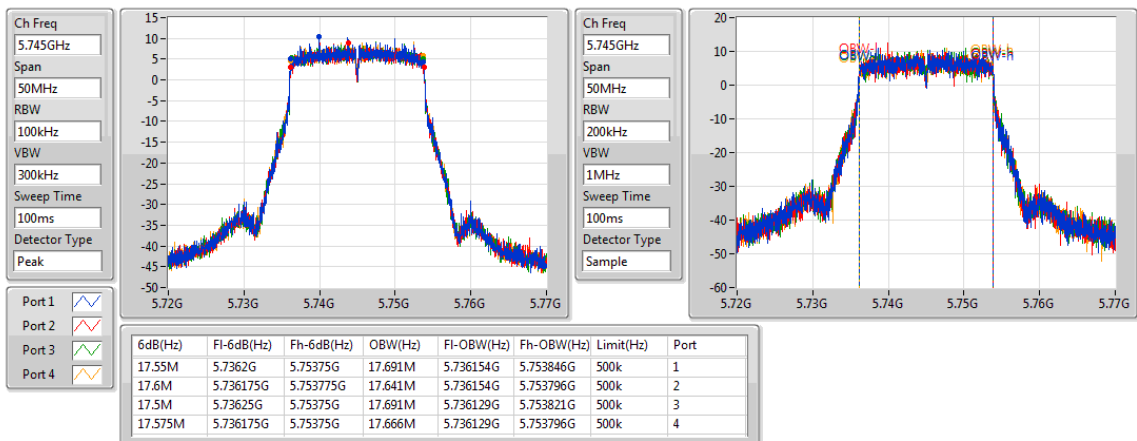 Ch Freq
5.745GHz
Span
50MHz
RBW
100kHz
VBW
300kHz
Sweep Time
100ms
Detector Type
Peak
15
10
5
0
-5
-10
-15
-20
-25
-30
-35
-40
-45
-50
5.72G 5.73G 5.74G 5.75G 5.76G 5.77G
Ch Freq
5.745GHz
Span
50MHz
RBW
200kHz
VBW
1MHz
Sweep Time
100ms
Detector Type
Sample
20
10
0
-10
-20
-30
-40
-50
-60
5.72G 5.73G 5.74G 5.75G 5.76G 5.77G
Port 1
Port 2
Port 3
Port 4
6dB(Hz) Fl-6dB(Hz) Fh-6dB(Hz) OBW(Hz) Fl-OBW(Hz) Fh-OBW(Hz) Limit(Hz) Port
17.55M 5.7362G 5.75375G 17.691M 5.736154G 5.753846G 500k 1
17.6M 5.736175G 5.753775G 17.641M 5.736154G 5.753796G 500k 2
17.5M 5.73625G 5.75375G 17.691M 5.736129G 5.753821G 500k 3
17.575M 5.736175G 5.75375G 17.666M 5.736129G 5.753796G 500k 4